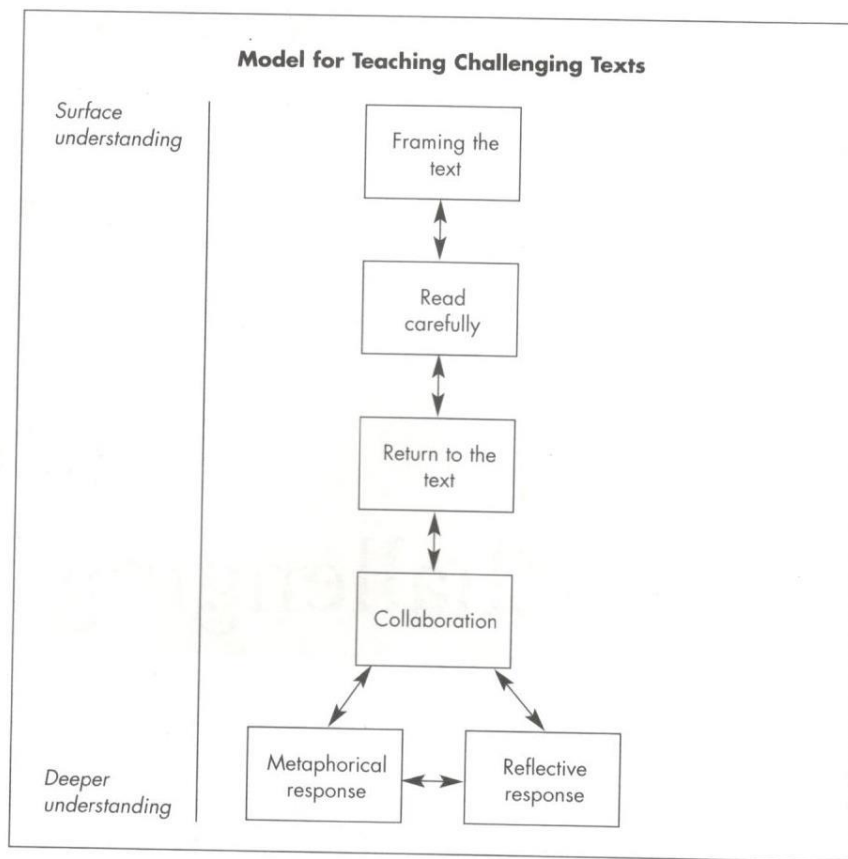 Model for Teaching Challenging Texts
Surface
understanding
Framing the
text
Read
carefully
Return to the
text
Collaboration
Metaphorical
response
Reflective
response
Deeper
understanding